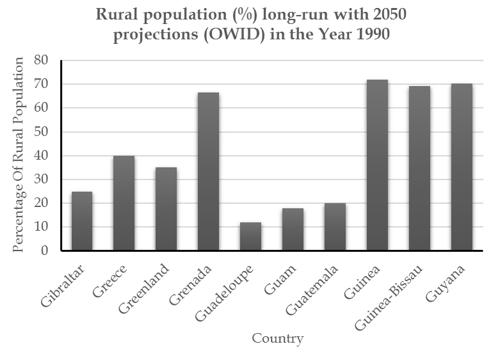 Rural population (%) long-run with 2050
projections (OWID) in the Year 1990
Percentage Of Rural Population
80
70
60
50
40
30
20
10
0
Gibraltar
Greece
Greenland
Grenada
Guadeloupe
Guam
Guatemala
Guinea
Guinea-Bissau
Guyana
Country